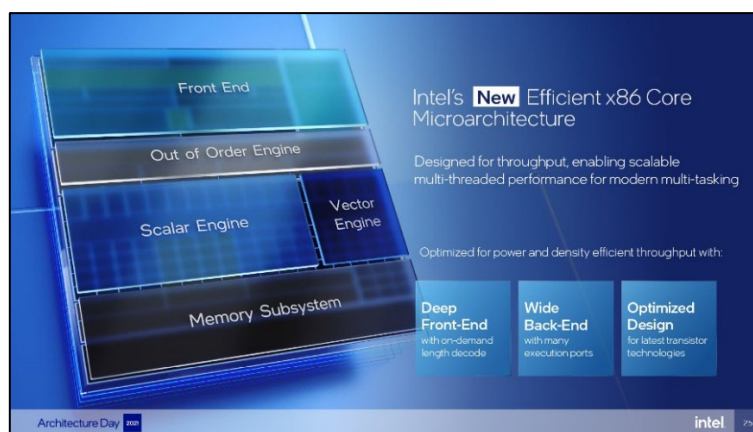 Front End
Out of Order Engine
Scalar Engine
Vector
Engine
Memory Subsystem
Intel's New Efficient x86 Core
Microarchitecture
Designed for throughput, enabling scalable
multi-threaded performance for modern multi-tasking
Optimized for power and density efficient throughput with:
Deep
Front-End
with on-demand
length decode
Wide
Back-End
with many
execution ports
Optimized
Design
for latest transistor
technologies
Architecture Day 2021
intel